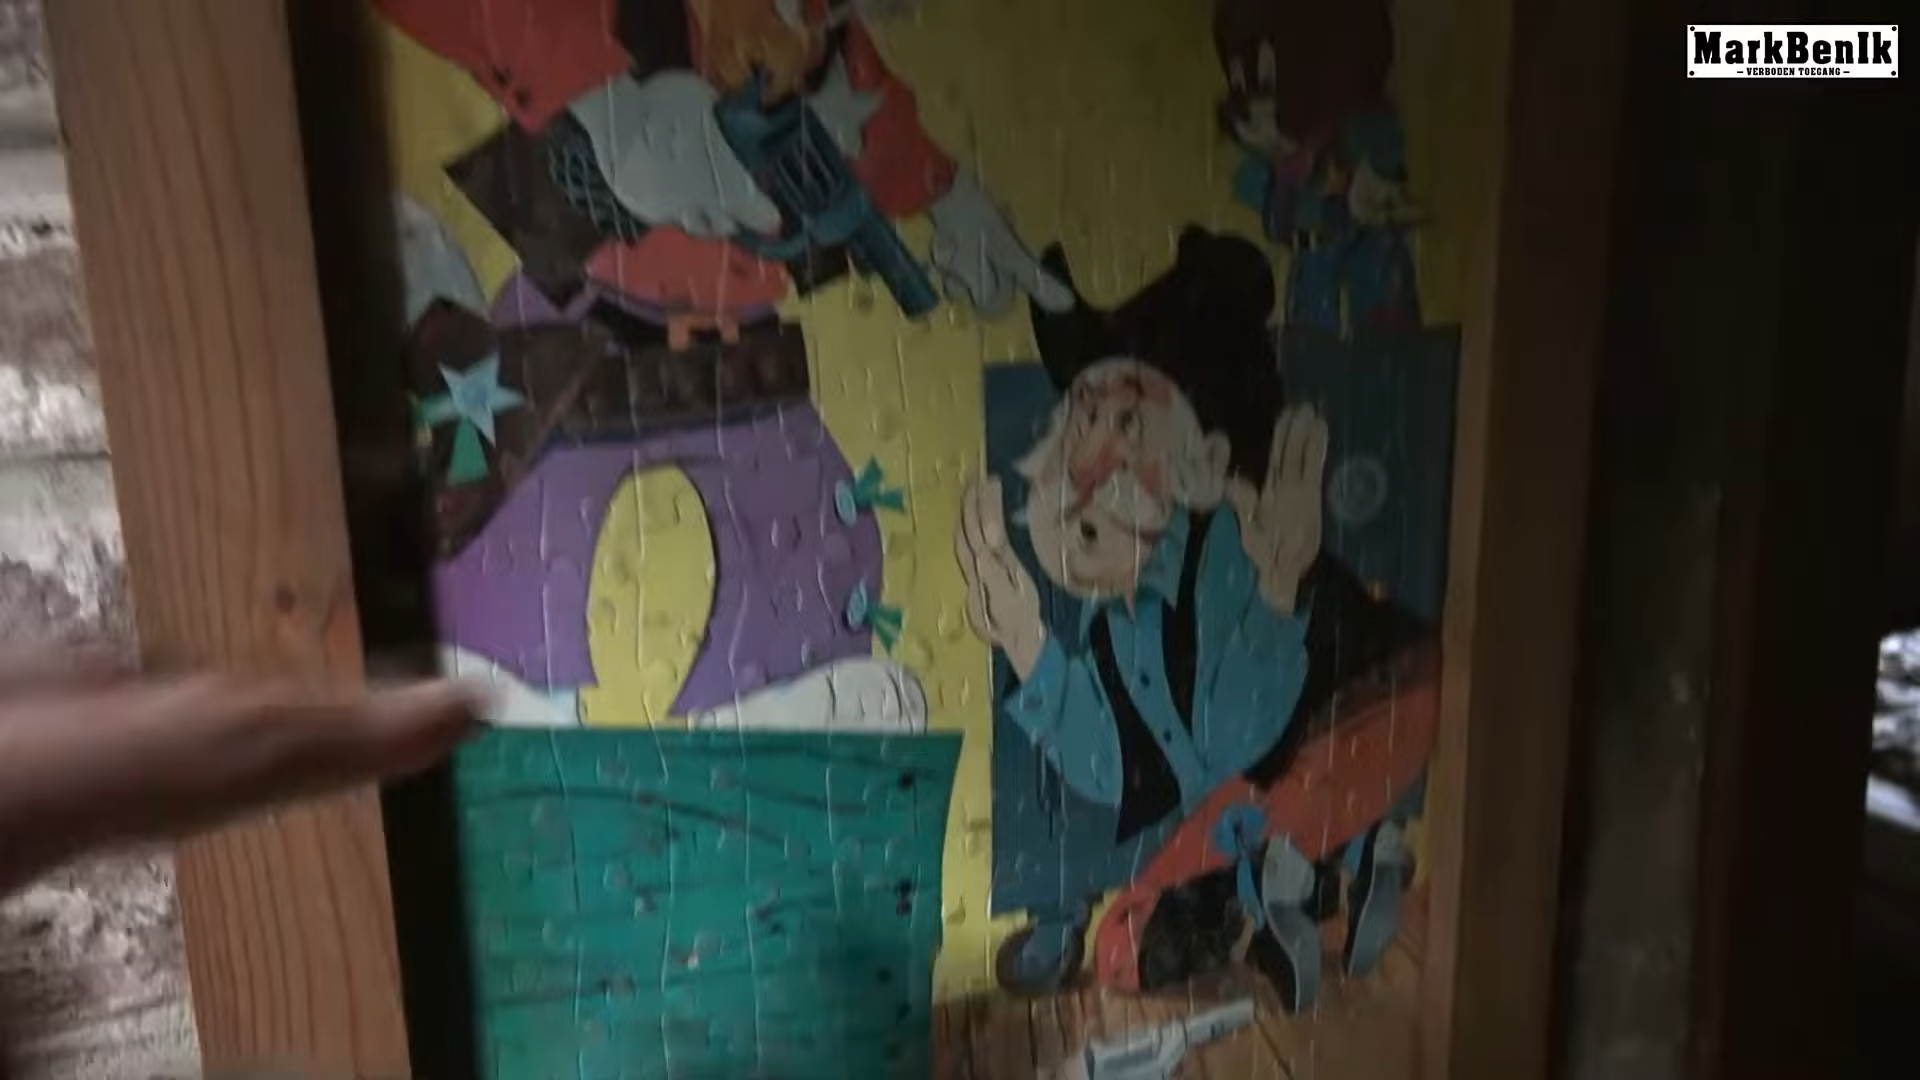 MarkBenIk
– VERBODEN TOEGANG –